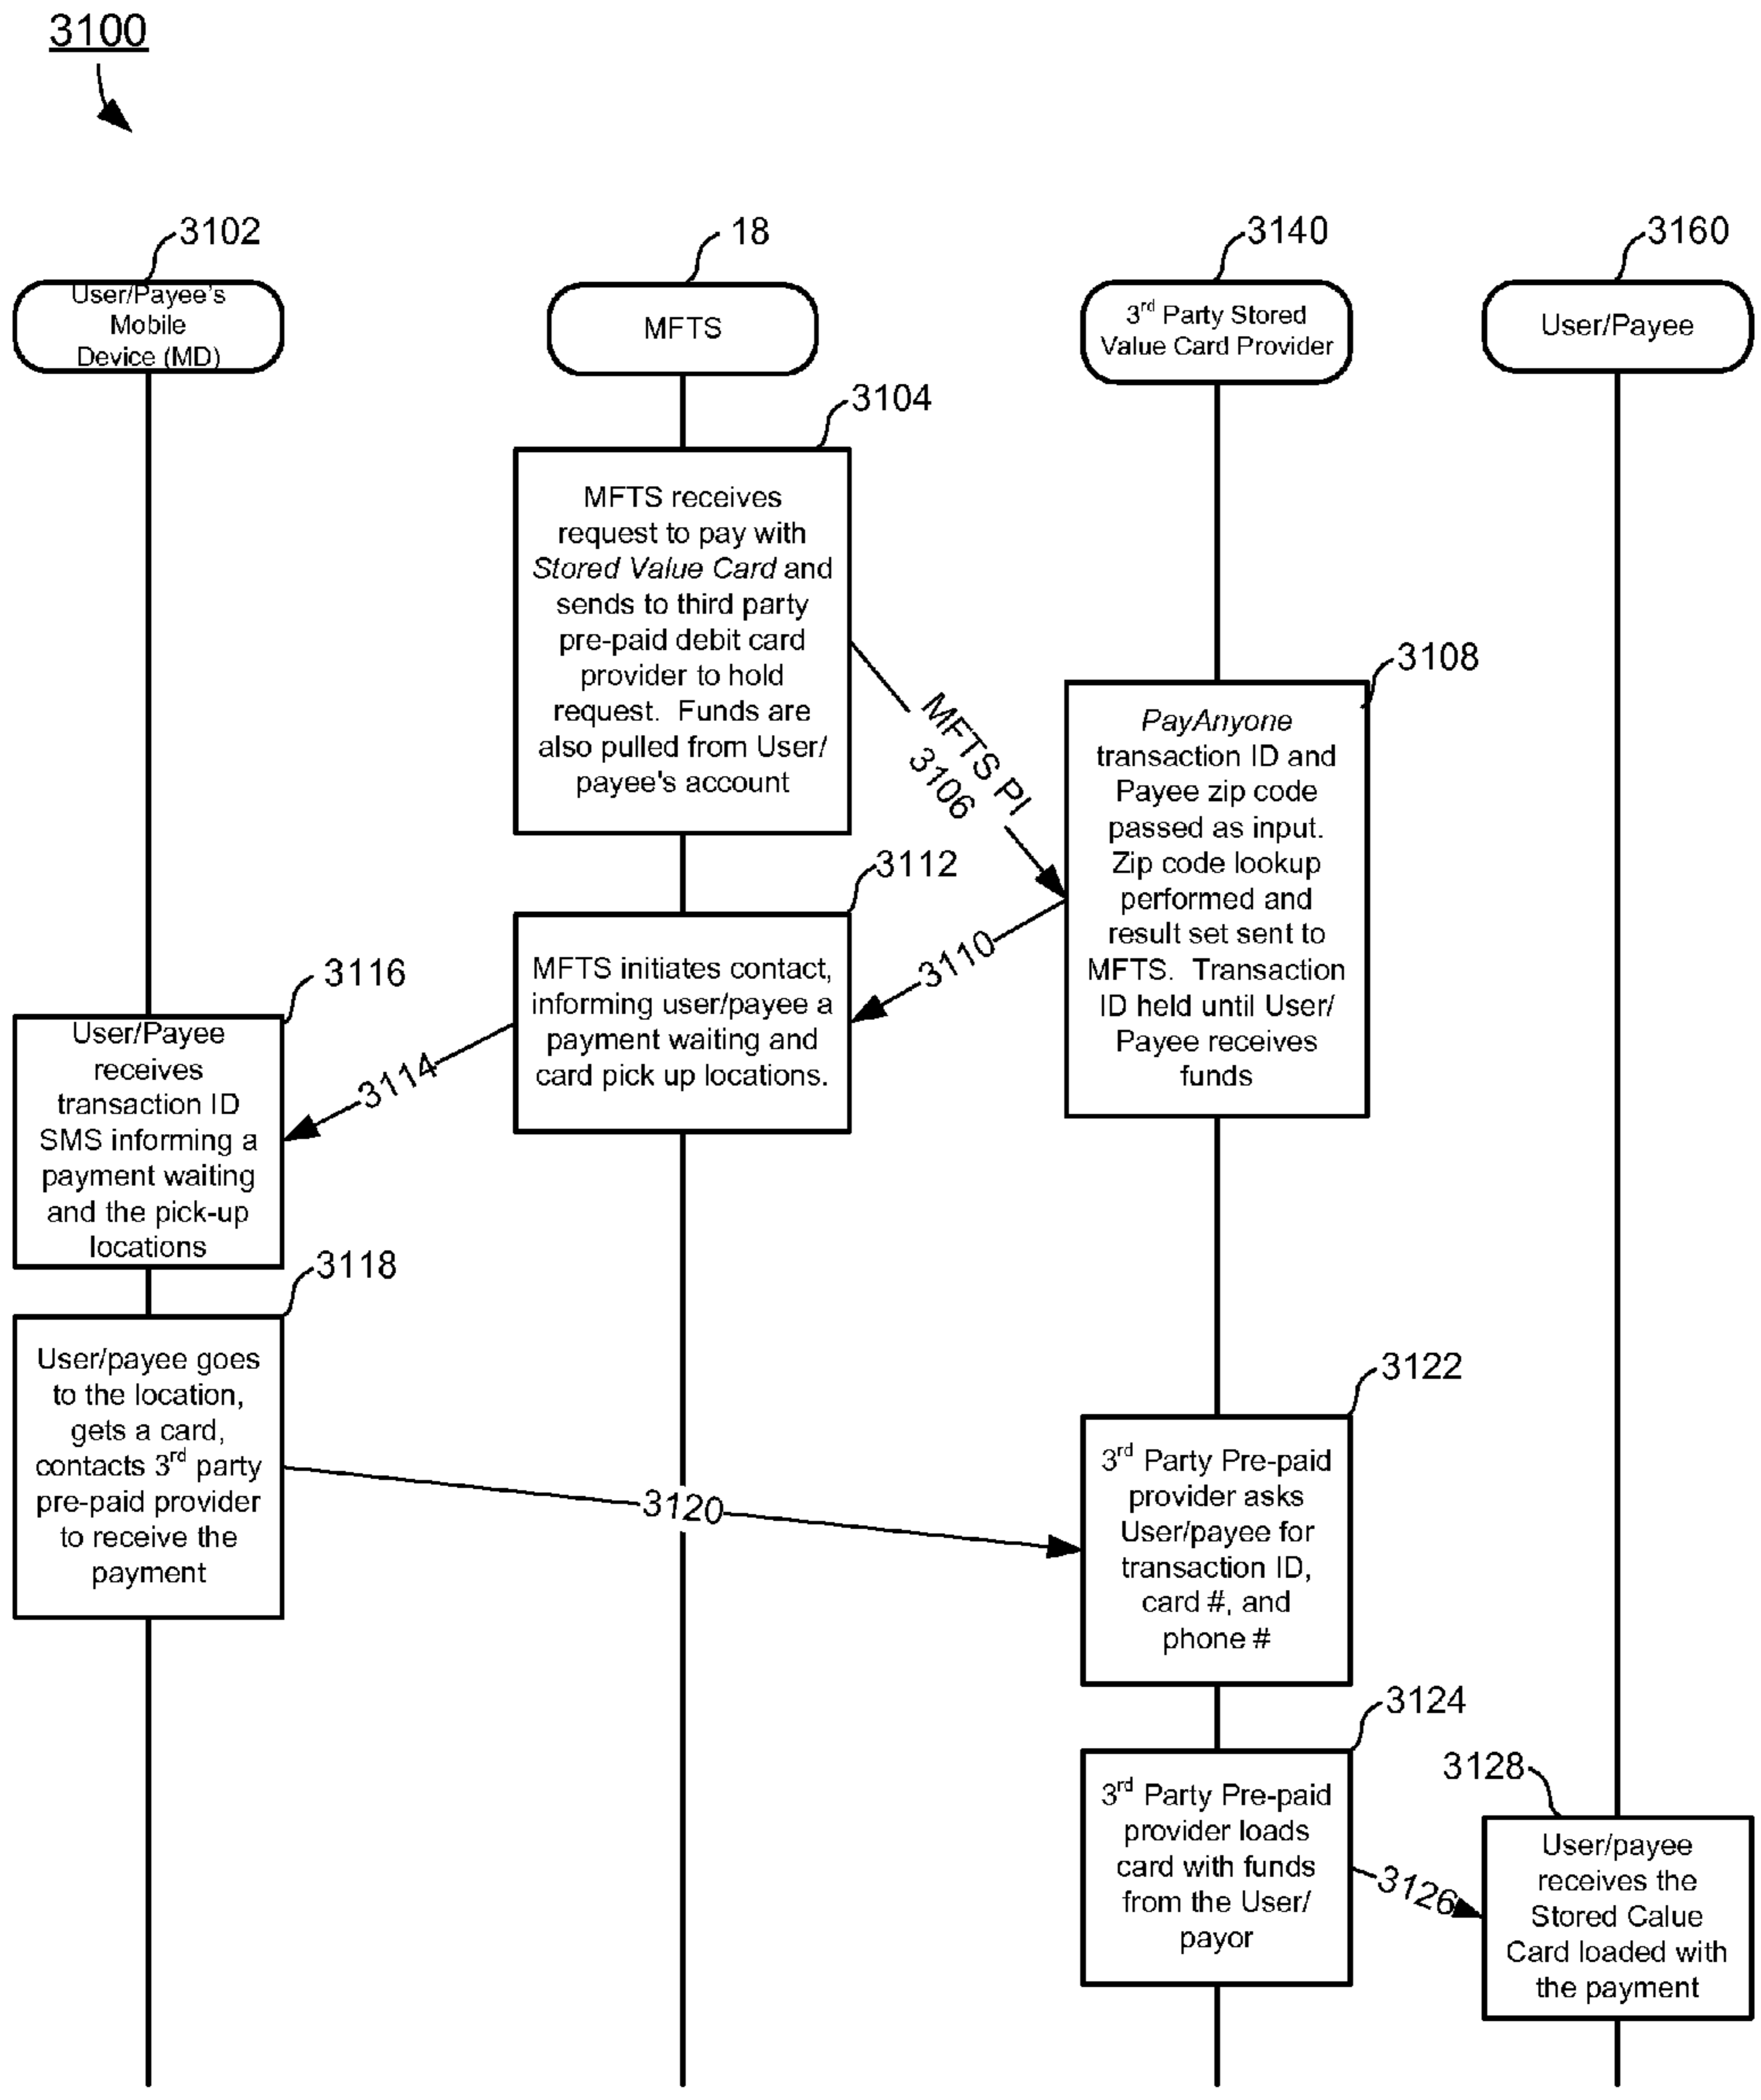 3100
3102
18
3140
3160
User/Payee's
Mobile
Device (MD)
MFTS
3rd Party Stored
Value Card Provider
User/Payee
3104
MFTS receives
request to pay with
Stored Value Card and
sends to third party
pre-paid debit card
provider to hold
request. Funds are
also pulled from User/
payee's account
MFTS PI
3106
3108
PayAnyone
transaction ID and
Payee zip code
passed as input.
Zip code lookup
performed and
result set sent to
MFTS. Transaction
ID held until User/
Payee receives
funds
3110
3112
MFTS initiates contact,
informing user/payee a
payment waiting and
card pick up locations.
3114
3116
User/Payee
receives
transaction ID
SMS informing a
payment waiting
and the pick-up
locations
3118
User/payee goes
to the location,
gets a card,
contacts 3rd party
pre-paid provider
to receive the
payment
3120
3122
3rd Party Pre-paid
provider asks
User/payee for
transaction ID,
card #, and
phone #
3124
3rd Party Pre-paid
provider loads
card with funds
from the User/
payor
3126
3128
User/payee
receives the
Stored Calue
Card loaded with
the payment